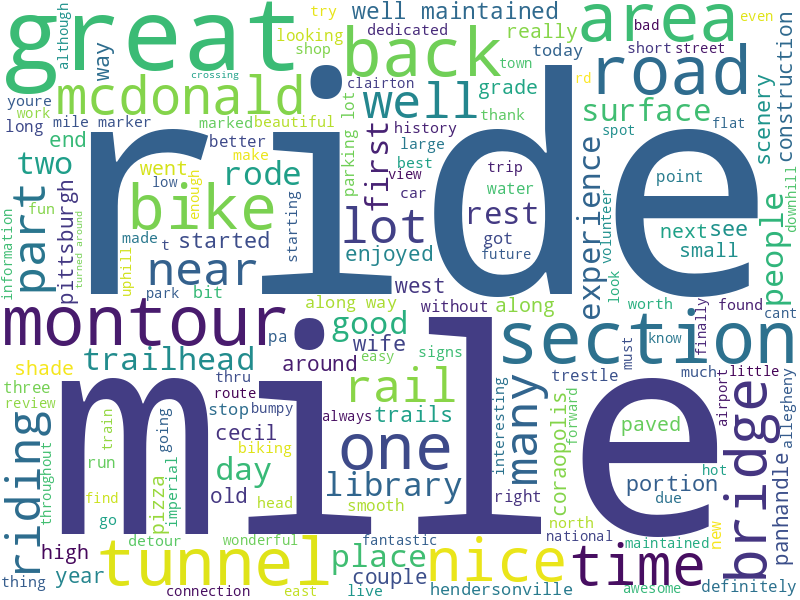 ride
mile
great
area
back
road
mcdonald
well
well maintained
dedicated
really
today
town
looking
try
shop
even
bad
short
street
although
way
crossing
youre
work
long
mile marker
marked
beautiful
clairton
history
grade
thank
surface
spot
flat
rd
scenery
construction
end
better
make
parking lot
first
large
best
view
car
trip
water
point
experience
volunteer
look
people
downhill
two
went
low
enough
rode
bike
lot
rest
got
future
next
see
small
part
pittsburgh
made
t
started
starting
enjoyed
information
fun
turned around
uphill
near
park
bit
west
along way
without
along
worth
found
cant
montour
pa
good
wife
section
finally
know
must
trailhead
around
easy
signs
trestle
much
little
shade
thru
rail
route
bumpy
stop
always
trails
three
review
riding
throughout
train
going
cecil
biking
one
many
interesting
coraopolis
forward
paved
airport
allegheny
bridge
panhandle
run
pizza
imperial
day
library
old
right
portion
due
hot
find
go
head
smooth
north
national
new
maintained
high
detour
wonderful
fantastic
tunnel
nice
place
time
thing
year
couple
connection
east
live
hendersonville
awesome
definitely